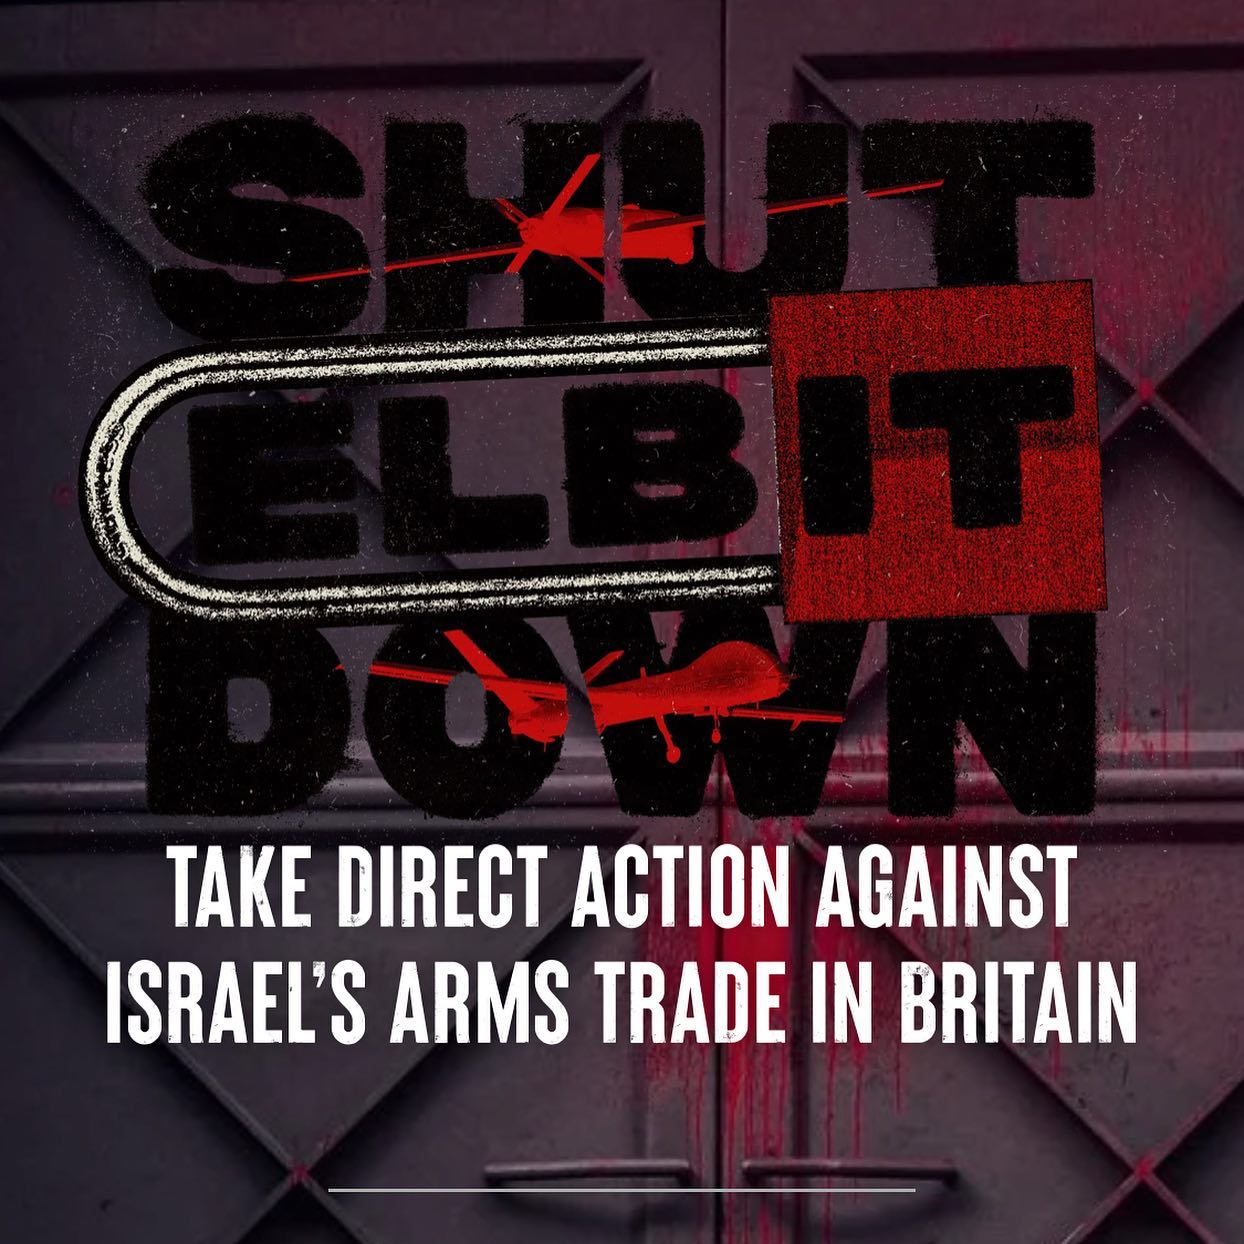 SHUT
ELBIT
DOWN
TAKE DIRECT ACTION AGAINST
ISRAEL'S ARMS TRADE IN BRITAIN